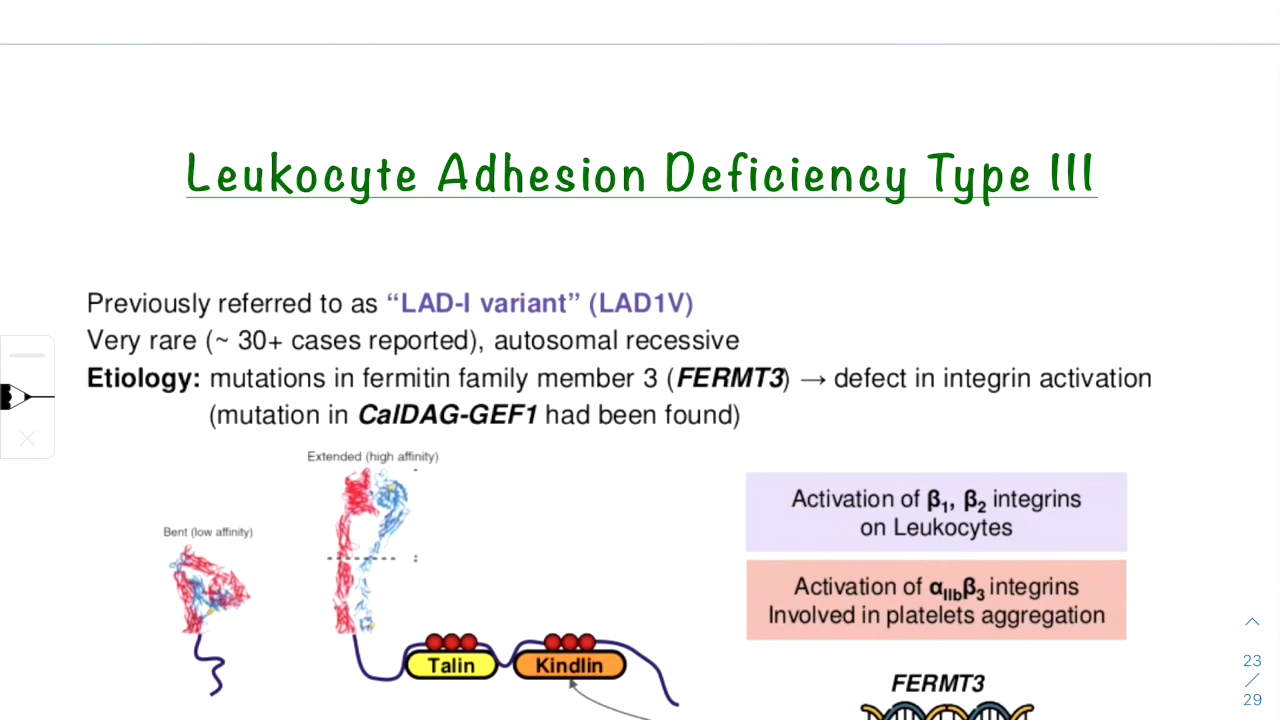 Leukocyte Adhesion Deficiency Type III
Previously referred to as “LAD-I variant” (LAD1V)
Very rare (~ 30+ cases reported), autosomal recessive
Etiology: mutations in fermitin family member 3 (FERMT3) → defect in integrin activation
(mutation in CalDAG-GEF1 had been found)
Extended (high affinity)
Bent (low affinity)
Activation of β1, β2 integrins
on Leukocytes
Activation of αIIbβ3 integrins
Involved in platelets aggregation
Talin
Kindlin
FERMT3
23
/
29